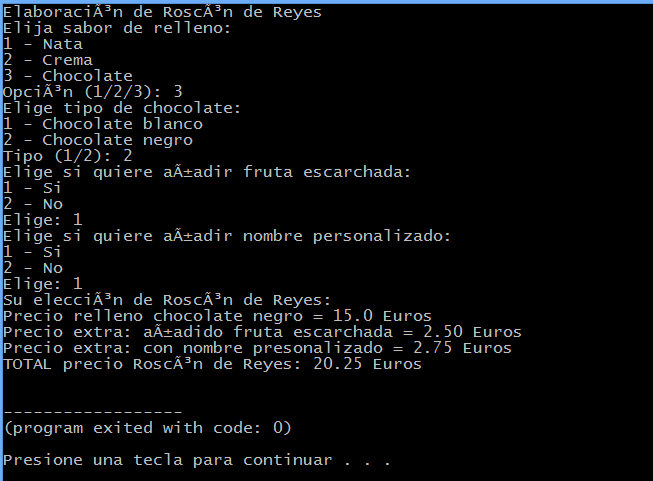 ElaboraciÃ³n de RoscÃ³n de Reyes
Elija sabor de relleno:
1 - Nata
2 - Crema
3 - Chocolate
OpciÃ³n (1/2/3): 3
Elige tipo de chocolate:
1 - Chocolate blanco
2 - Chocolate negro
Tipo (1/2): 2
Elige si quiere aÃ±adir fruta escarchada:
1 - Si
2 - No
Elige: 1
Elige si quiere aÃ±adir nombre personalizado:
1 - Si
2 - No
Elige: 1
Su elecciÃ³n de RoscÃ³n de Reyes:
Precio relleno chocolate negro = 15.0 Euros
Precio extra: aÃ±adido fruta escarchada = 2.50 Euros
Precio extra: con nombre presonalizado = 2.75 Euros
TOTAL precio RoscÃ³n de Reyes: 20.25 Euros
------------------
(program exited with code: 0)
Presione una tecla para continuar . . .